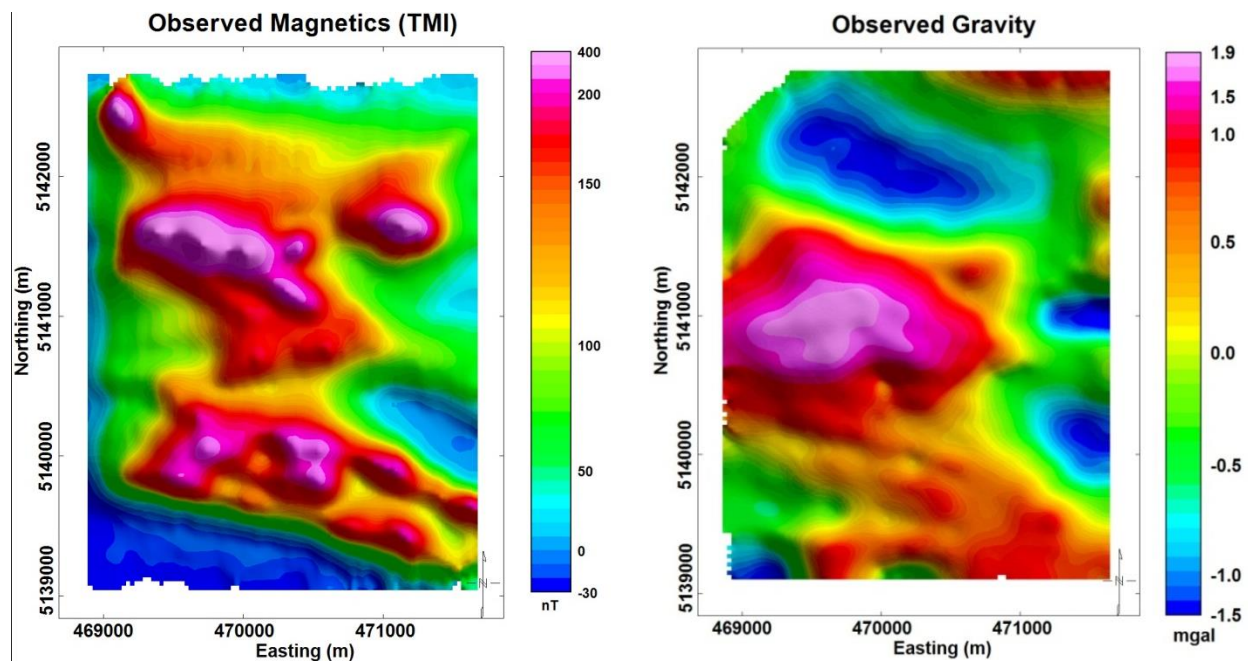 Observed Magnetics (TMI)
Northing (m)
5142000
5141000
5140000
5139000
469000 470000 471000
Easting (m)
400
200
150
100
50
0
-30
nT
N
Observed Gravity
Northing (m)
5142000
5141000
5140000
5139000
469000 470000 471000
Easting (m)
1.9
1.5
1.0
0.5
0.0
-0.5
-1.0
-1.5
mgal
N